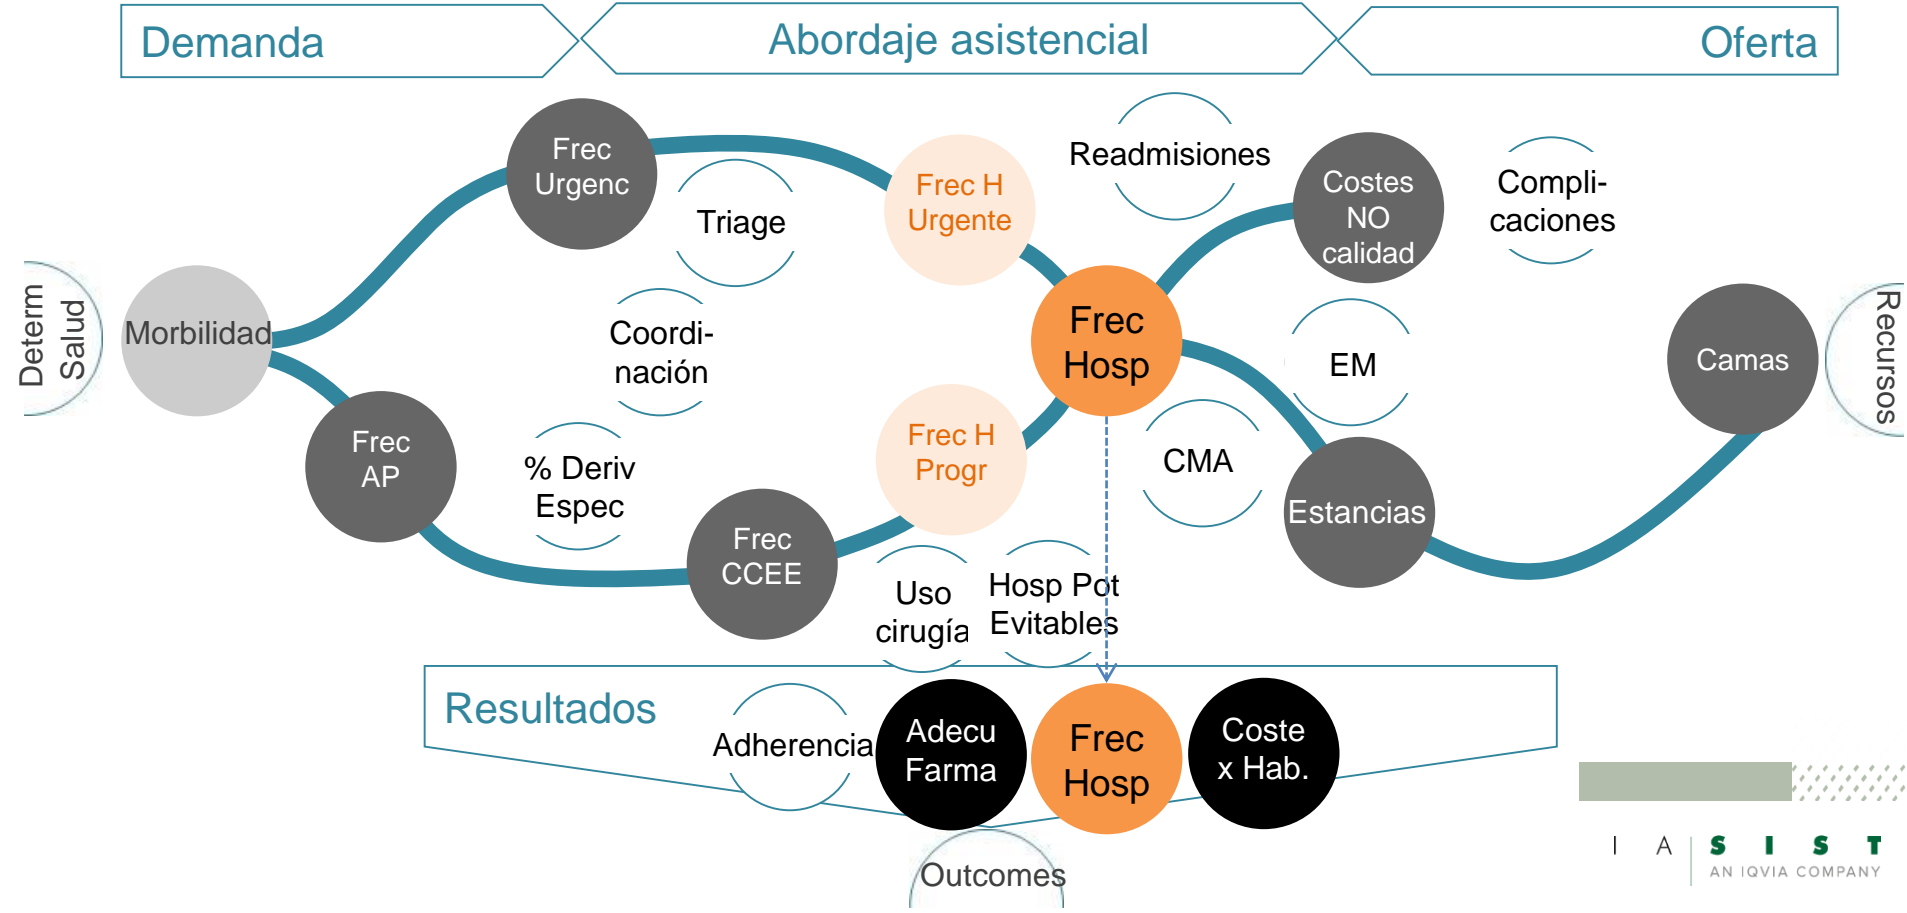 Demanda
Abordaje asistencial
Oferta
Frec
Urgenc
Triage
Frec H
Urgente
Readmisiones
Costes
NO
calidad
Compli-
caciones
Determ
Salud
Morbilidad
Coordi-
nación
Frec
Hosp
EM
Camas
Recursos
Frec
AP
% Deriv
Espec
Frec H
Progr
CMA
Estancias
Frec
CCEE
Uso
cirugía
Hosp Pot
Evitables
Resultados
Adherencia
Adecu
Farma
Frec
Hosp
Coste
x Hab.
Outcomes
I A S I S T
AN IQVIA COMPANY